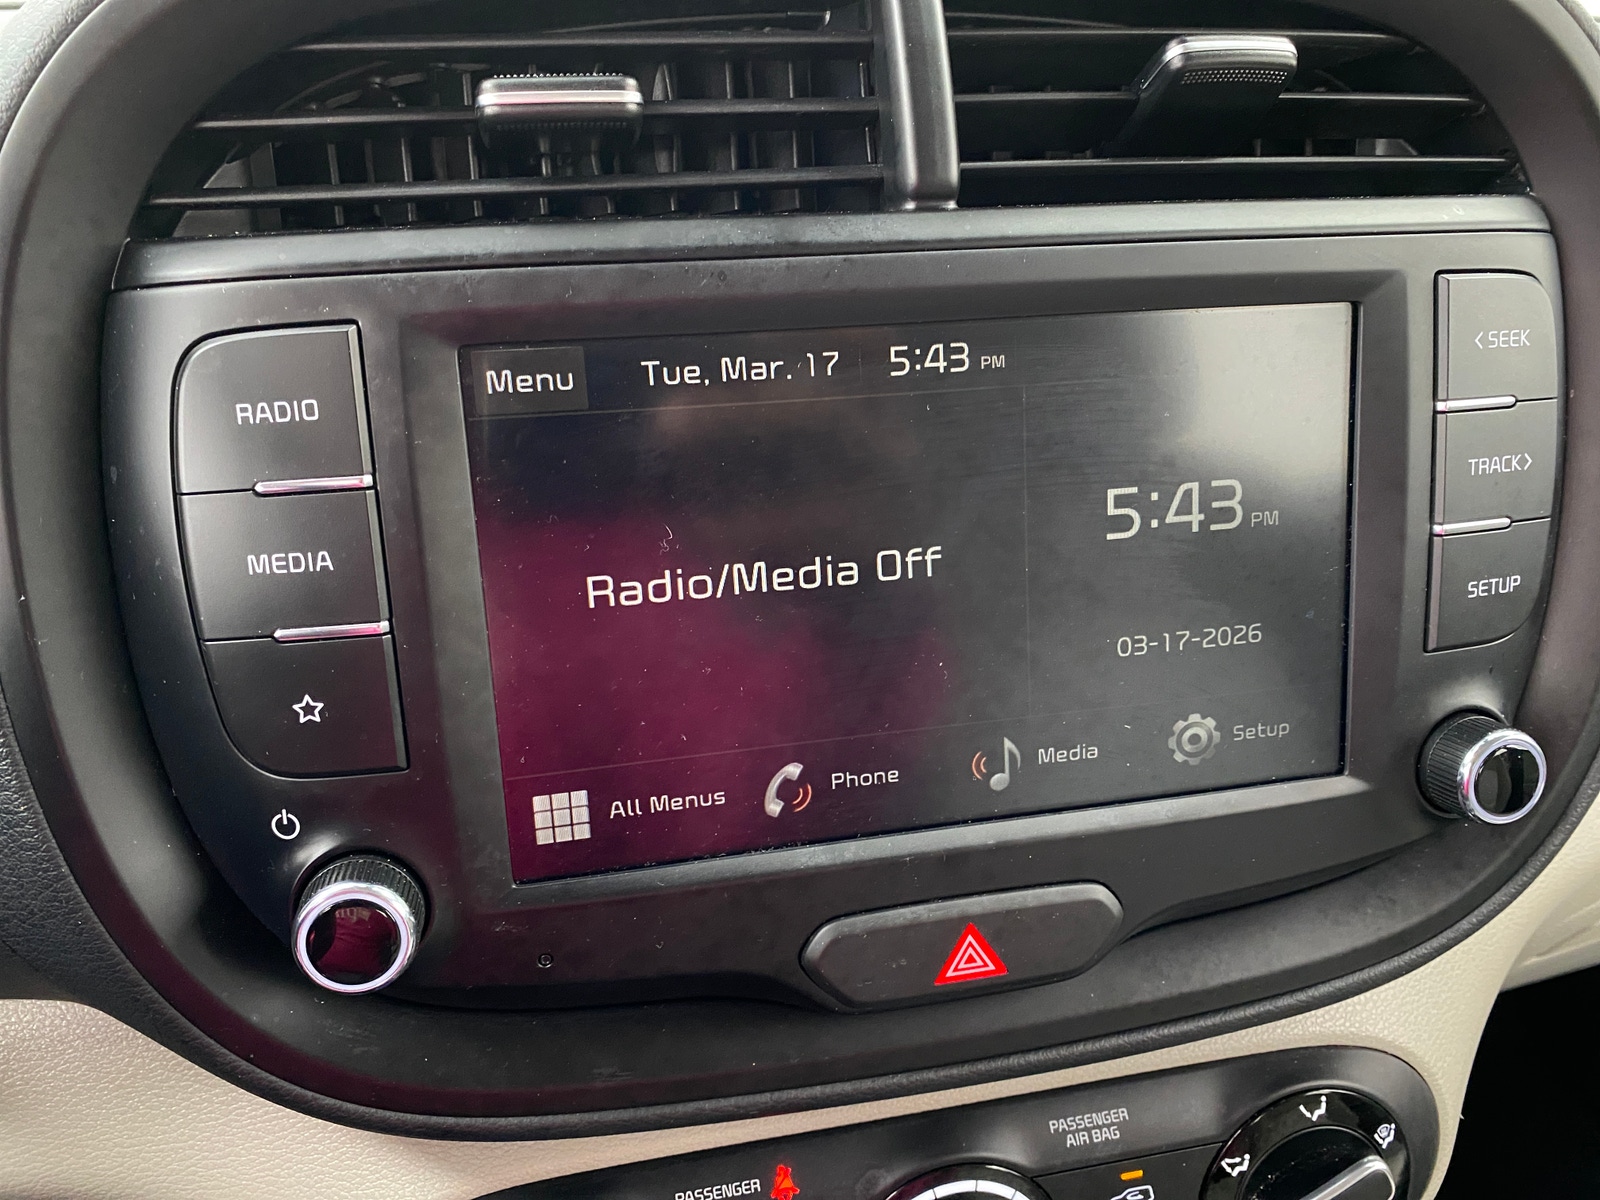 RADIO
MEDIA
Menu
Tue, Mar. 17
5:43 PM
Radio/Media Off
5:43 PM
03-17-2026
All Menus
Phone
Media
Setup
< SEEK
TRACK >
SETUP
PASSENGER
AIR BAG
PASSENGER